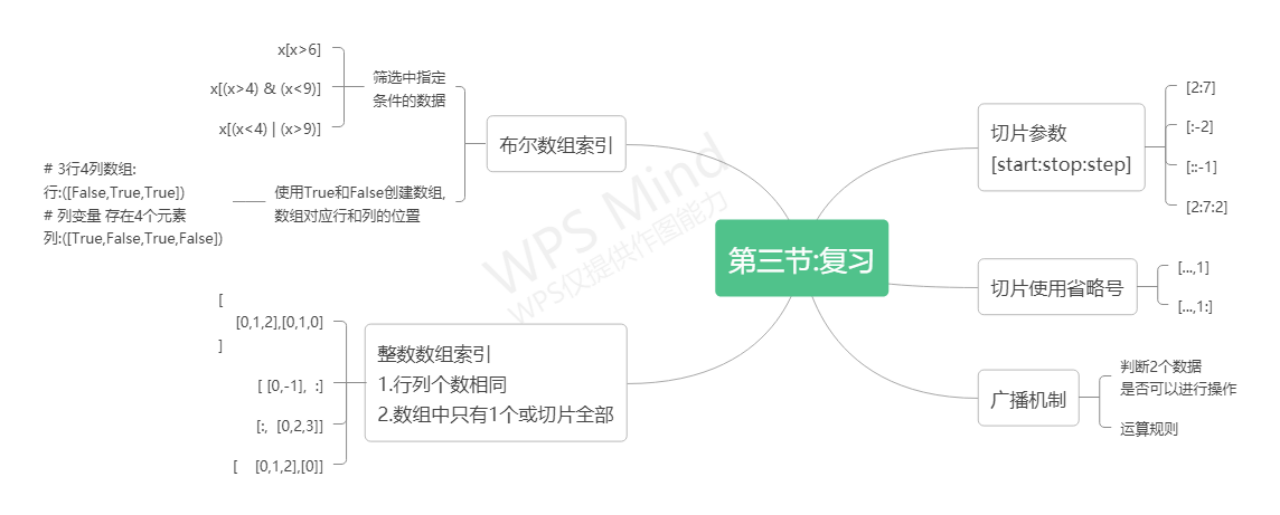 第三节:复习
切片参数
[start:stop:step]
[2:7]
[:-2]
[::-1]
[2:7:2]
切片使用省略号
[...,1]
[...,1:]
广播机制
判断2个数据
是否可以进行操作
运算规则
布尔数组索引
筛选中指定
条件的数据
x[x>6]
x[(x>4) & (x<9)]
x[(x<4) | (x>9)]
使用True和False创建数组,
数组对应行和列的位置
# 3行4列数组:
行:([False,True,True])
# 列变量 存在4个元素
列:([True,False,True,False])
整数数组索引
1.行列个数相同
2.数组中只有1个或切片全部
[
[0,1,2],[0,1,0]
]
[ [0,-1], :]
[:, [0,2,3]]
[ [0,1,2],[0]]
WPS Mind
WPS仅提供作图能力